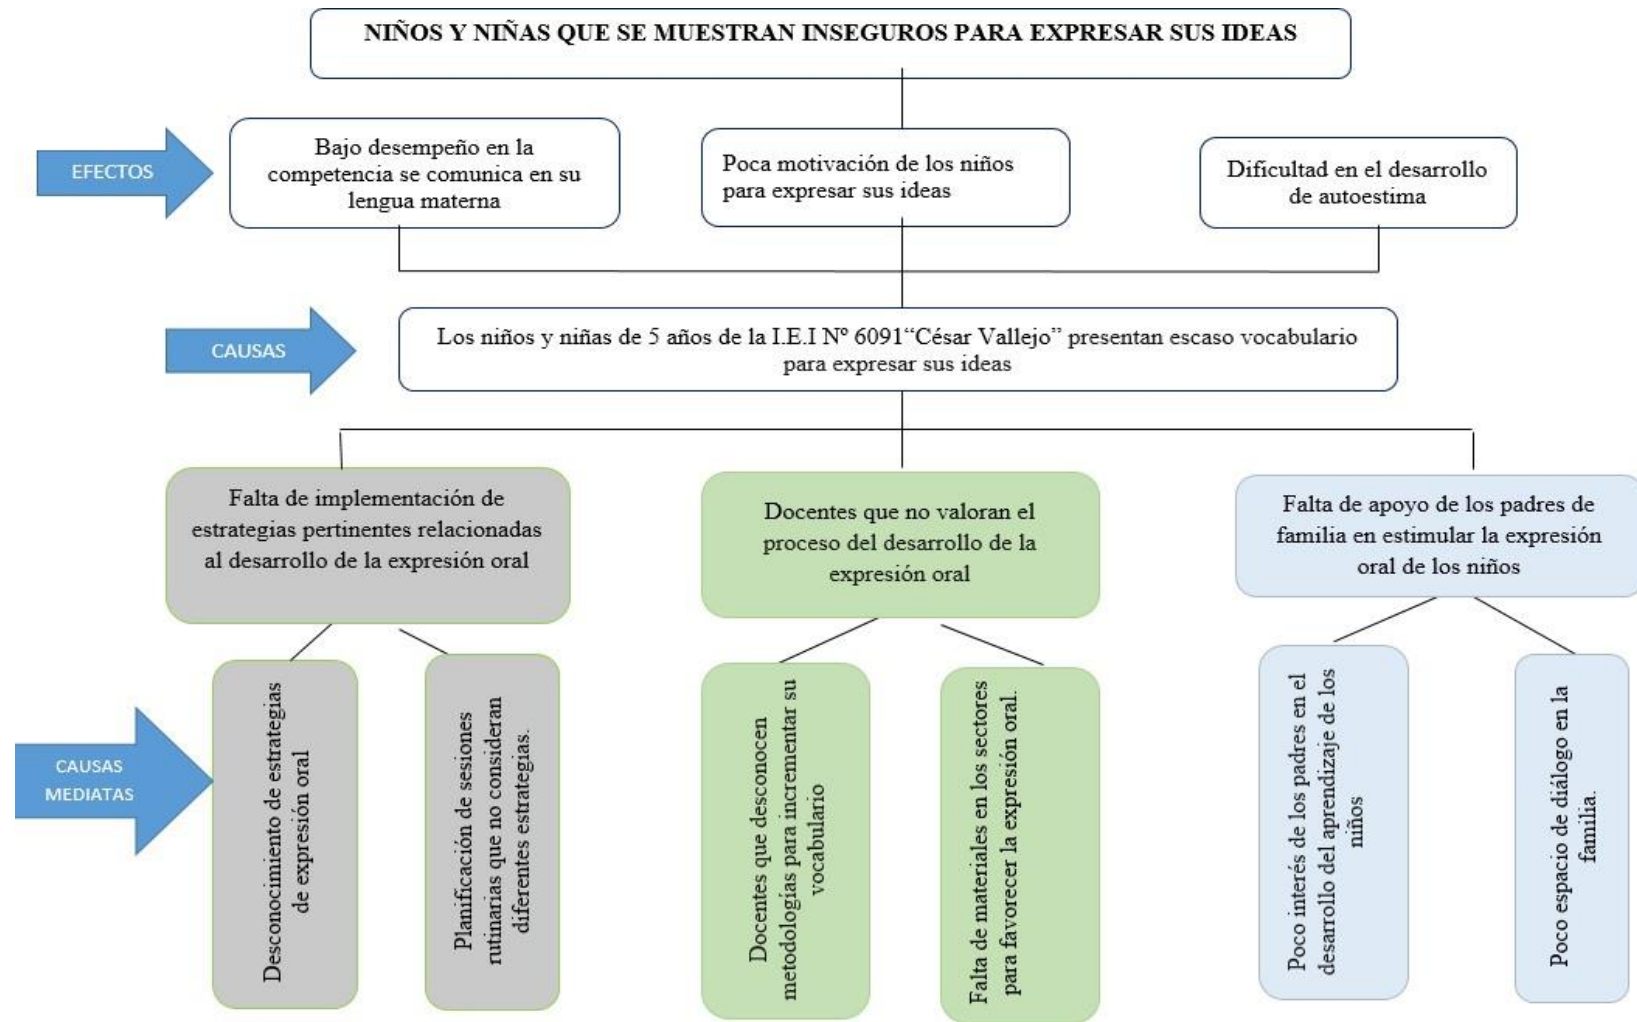 NIÑOS Y NIÑAS QUE SE MUESTRAN INSEGUROS PARA EXPRESAR SUS IDEAS
EFECTOS
Bajo desempeño en la
competencia se comunica en su
lengua materna
Poca motivación de los niños
para expresar sus ideas
Dificultad en el desarrollo
de autoestima
CAUSAS
Los niños y niñas de 5 años de la I.E.I Nº 6091“César Vallejo” presentan escaso vocabulario
para expresar sus ideas
Falta de implementación de
estrategias pertinentes relacionadas
al desarrollo de la expresión oral
Docentes que no valoran el
proceso del desarrollo de la
expresión oral
Falta de apoyo de los padres de
familia en estimular la expresión
oral de los niños
CAUSAS
MEDIATAS
Desconocimiento de estrategias
de expresión oral
Planificación de sesiones
rutinarias que no consideran
diferentes estrategias.
Docentes que desconocen
metodologías para incrementar su
vocabulario
Falta de materiales en los sectores
para favorecer la expresión oral.
Poco interés de los padres en el
desarrollo del aprendizaje de los
niños
Poco espacio de diálogo en la
familia.